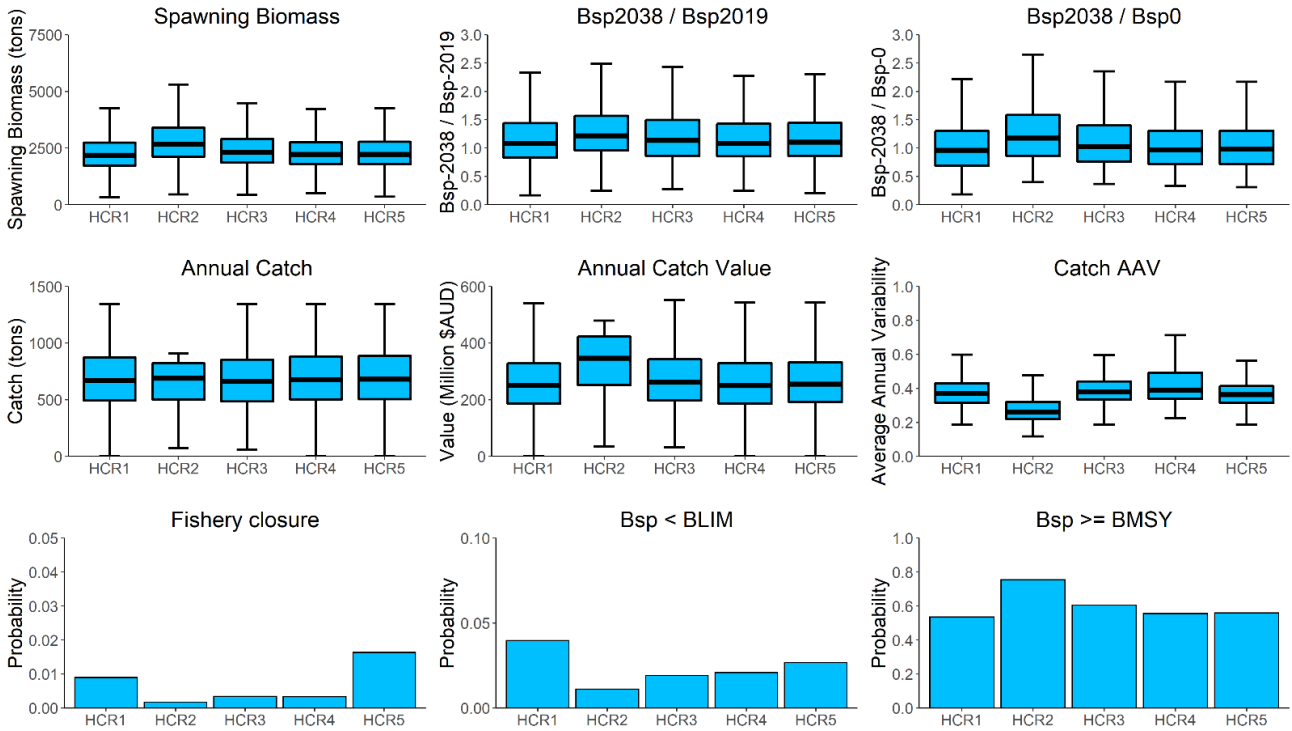 Spawning Biomass
Spawning Biomass (tons)
7500
5000
2500
0
HCR1 HCR2 HCR3 HCR4 HCR5
Bsp2038 / Bsp2019
Bsp-2038 / Bsp-2019
3.0
2.5
2.0
1.5
1.0
0.5
0.0
HCR1 HCR2 HCR3 HCR4 HCR5
Bsp2038 / Bsp0
Bsp-2038 / Bsp-0
3.0
2.5
2.0
1.5
1.0
0.5
0.0
HCR1 HCR2 HCR3 HCR4 HCR5
Annual Catch
Catch (tons)
1500
1000
500
0
HCR1 HCR2 HCR3 HCR4 HCR5
Annual Catch Value
Value (Million $AUD)
600
400
200
0
HCR1 HCR2 HCR3 HCR4 HCR5
Catch AAV
Average Annual Variability
1.0
0.8
0.6
0.4
0.2
0.0
HCR1 HCR2 HCR3 HCR4 HCR5
Fishery closure
Probability
0.05
0.04
0.03
0.02
0.01
0.00
HCR1 HCR2 HCR3 HCR4 HCR5
Bsp < BLIM
Probability
0.10
0.05
0.00
HCR1 HCR2 HCR3 HCR4 HCR5
Bsp >= BMSY
Probability
1.0
0.8
0.6
0.4
0.2
0.0
HCR1 HCR2 HCR3 HCR4 HCR5